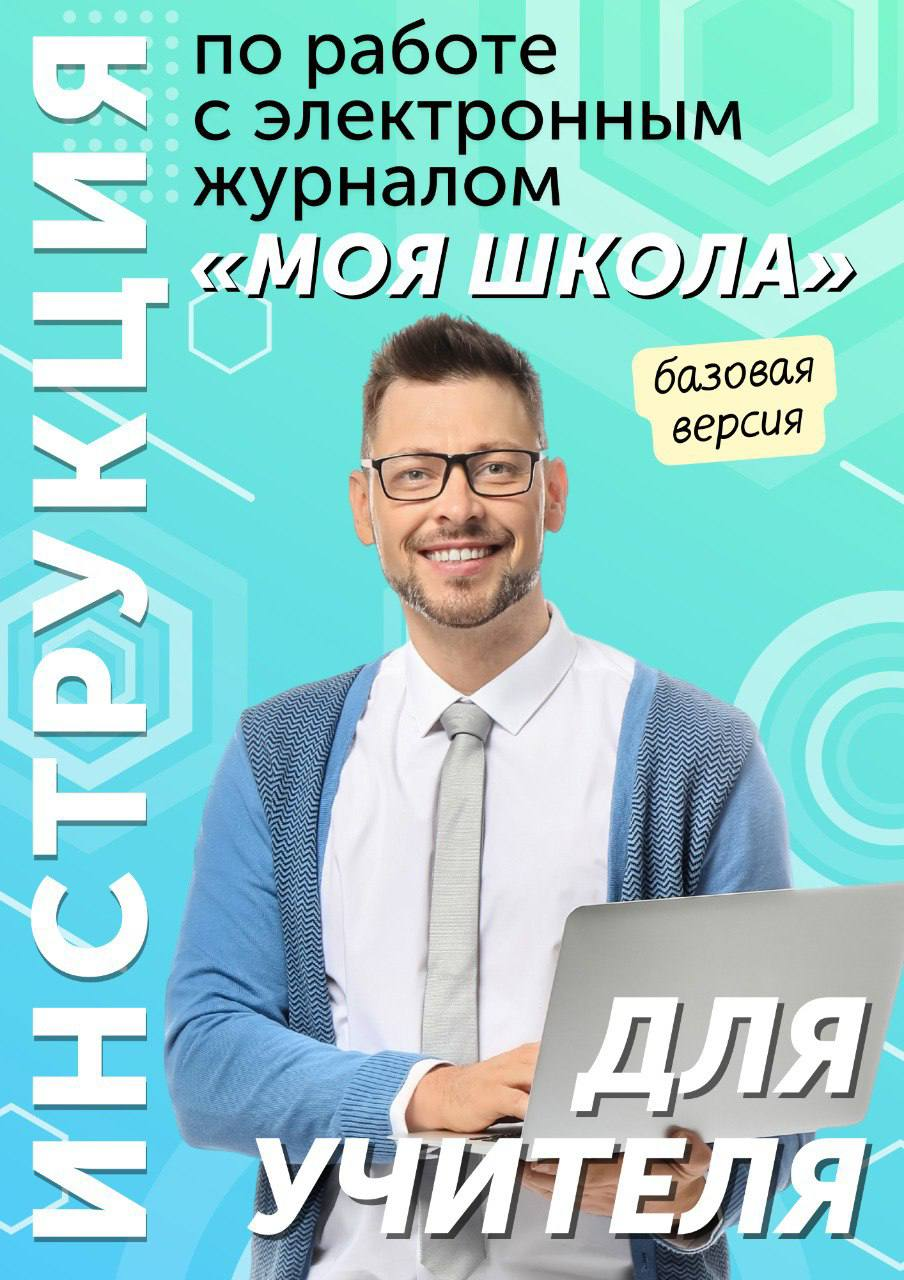 ИНСТРУКЦИЯ
по работе
с электронным
журналом
«МОЯ ШКОЛА»
базовая
версия
ДЛЯ
УЧИТЕЛЯ